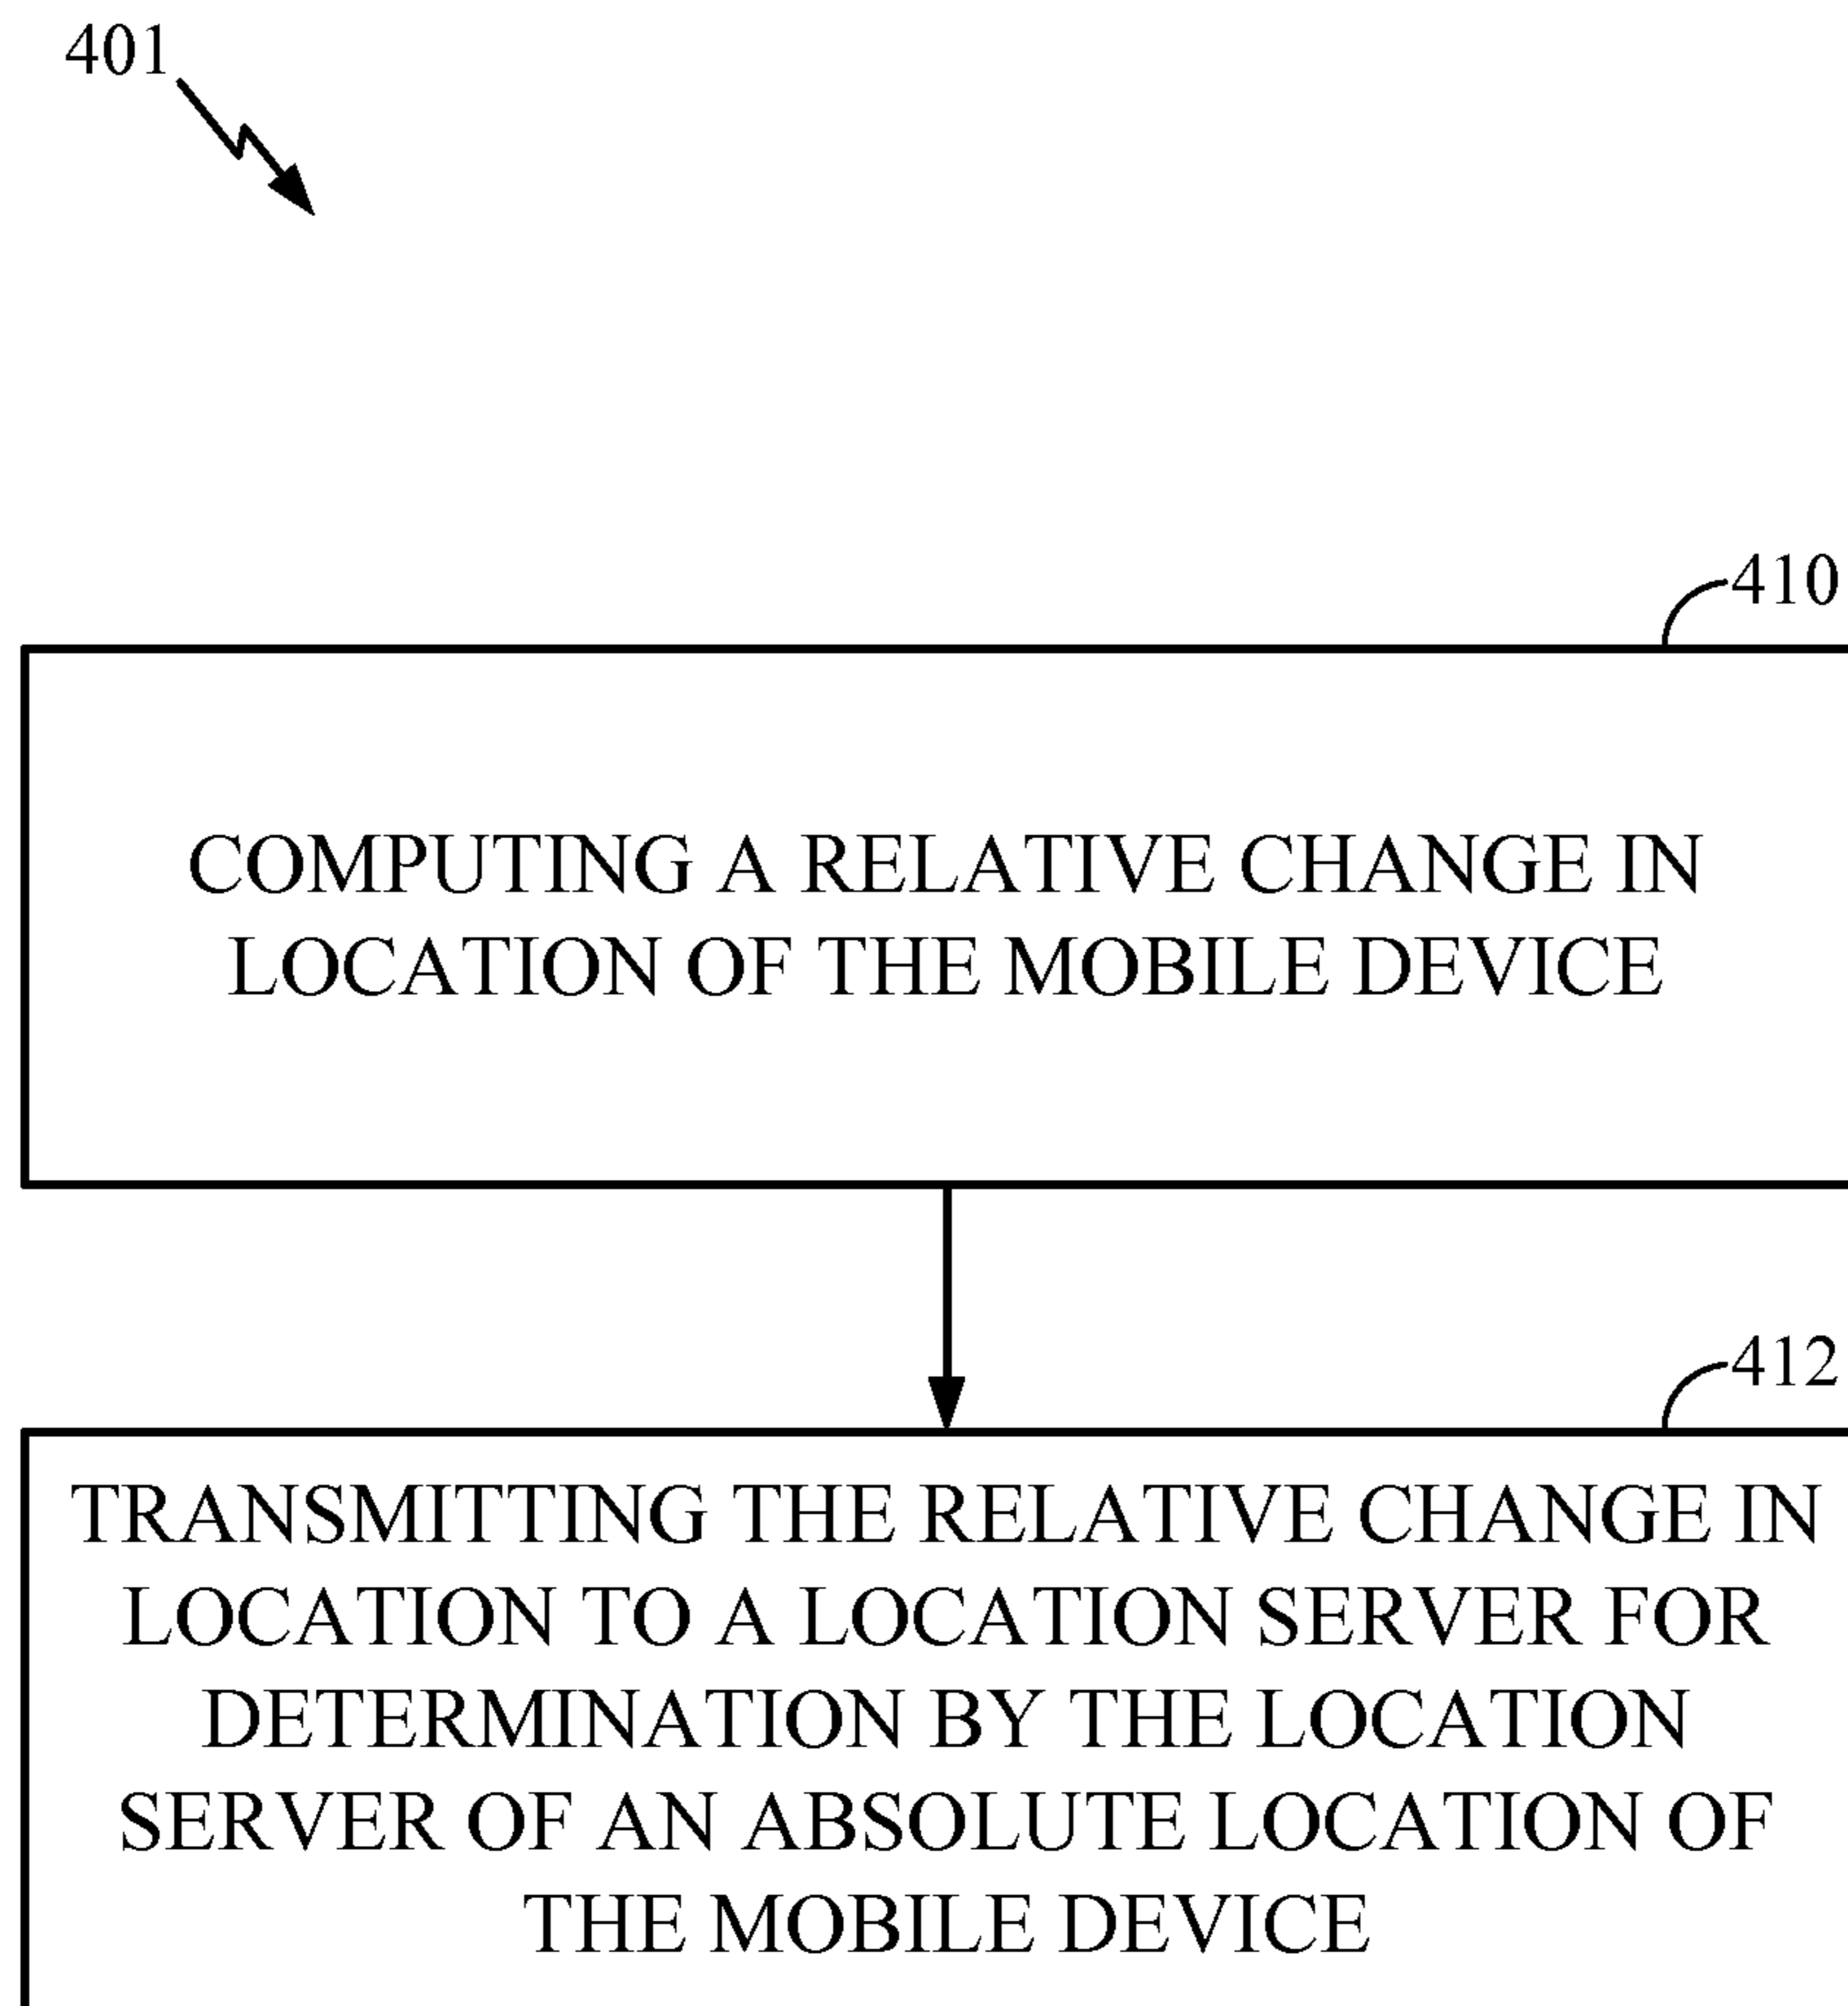 401
410
COMPUTING A RELATIVE CHANGE IN
LOCATION OF THE MOBILE DEVICE
412
TRANSMITTING THE RELATIVE CHANGE IN
LOCATION TO A LOCATION SERVER FOR
DETERMINATION BY THE LOCATION
SERVER OF AN ABSOLUTE LOCATION OF
THE MOBILE DEVICE